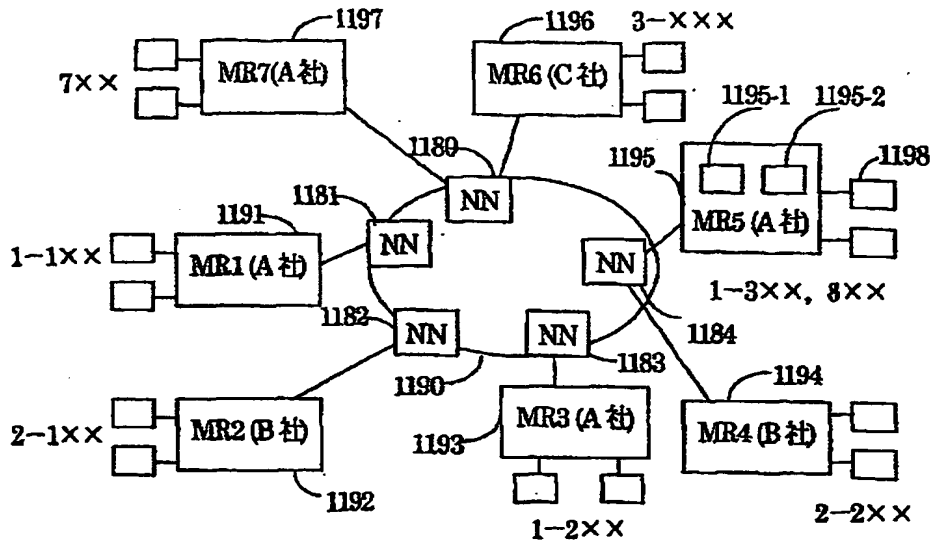 1197
1196
3-×××
7××
MR7(A社)
MR6(C社)
1195-1
1195-2
1180
1195
1198
NN
1181
1191
NN
1-1××
MR1(A社)
NN
MR5(A社)
1-3××, 8××
1182
NN
NN
1184
1183
1190
1194
2-1××
MR2(B社)
1193
MR3(A社)
MR4(B社)
1192
1-2××
2-2××